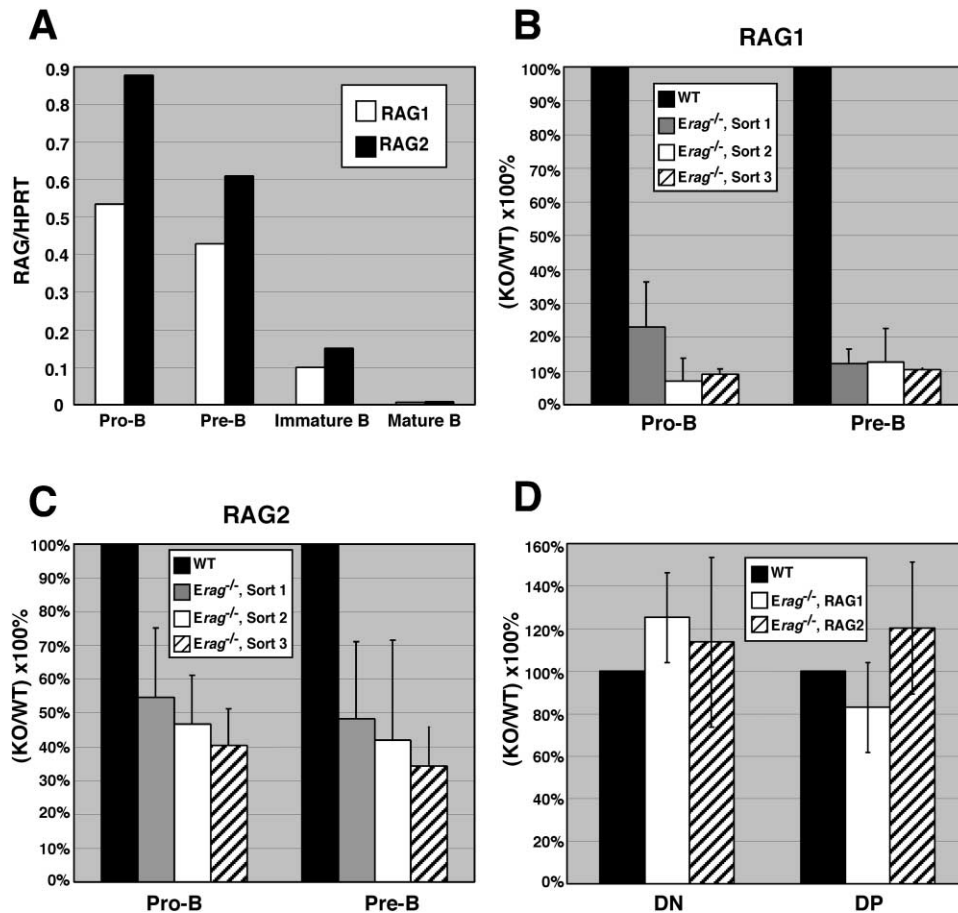 A
0.9
0.8
0.7
0.6
0.5
0.4
0.3
0.2
0.1
0
RAG/HPRT
RAG1
RAG2
Pro-B Pre-B Immature B Mature B
B
RAG1
100%
90%
80%
70%
60%
50%
40%
30%
20%
10%
0%
(KO/WT) x100%
WT
Erag-/-, Sort 1
Erag-/-, Sort 2
Erag-/-, Sort 3
Pro-B Pre-B
C
RAG2
100%
90%
80%
70%
60%
50%
40%
30%
20%
10%
0%
(KO/WT) x100%
WT
Erag-/-, Sort 1
Erag-/-, Sort 2
Erag-/-, Sort 3
Pro-B Pre-B
D
160%
140%
120%
100%
80%
60%
40%
20%
0%
(KO/WT) x100%
WT
Erag-/-, RAG1
Erag-/-, RAG2
DN DP